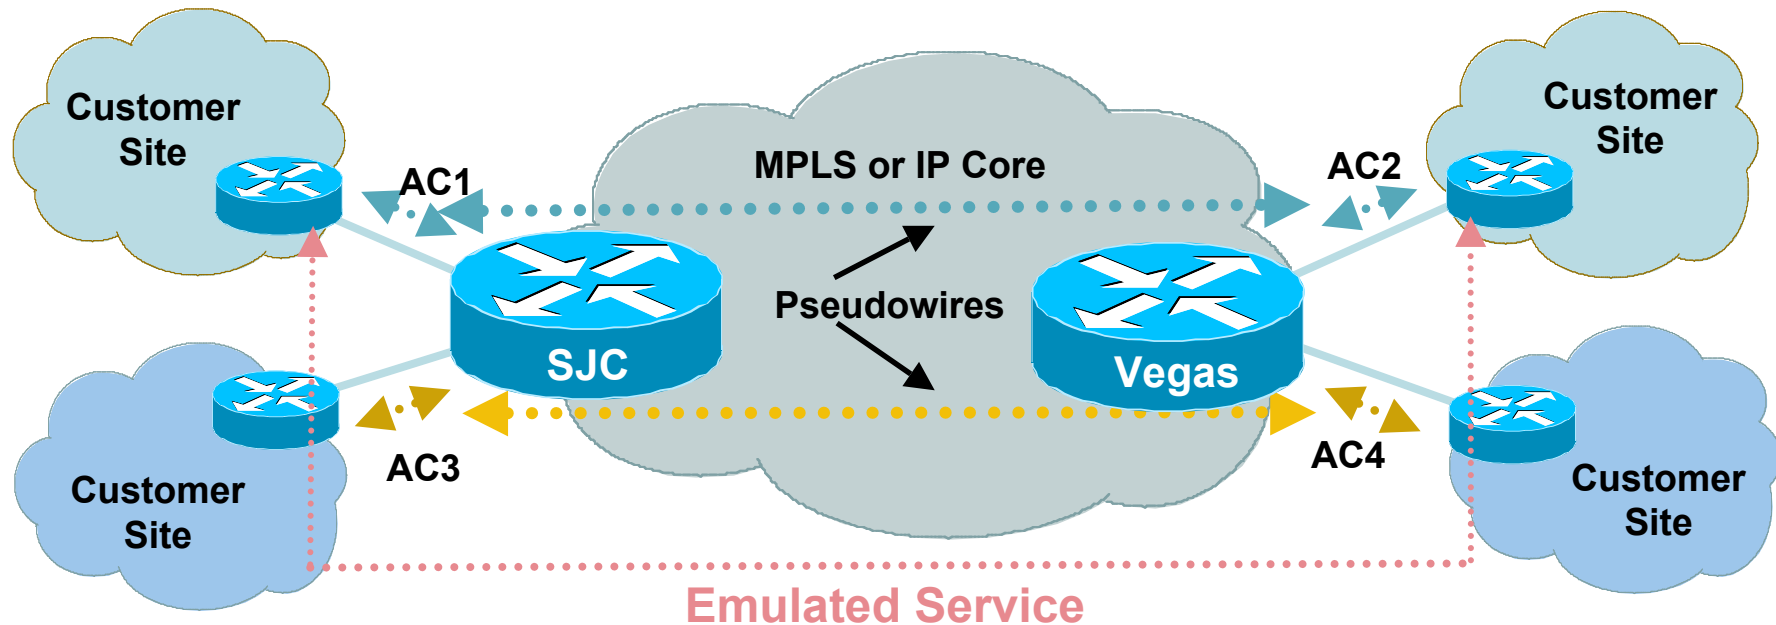 Customer
Site
Customer
Site
MPLS or IP Core
AC1
AC2
Pseudowires
SJC
Vegas
AC3
AC4
Customer
Site
Customer
Site
Emulated Service